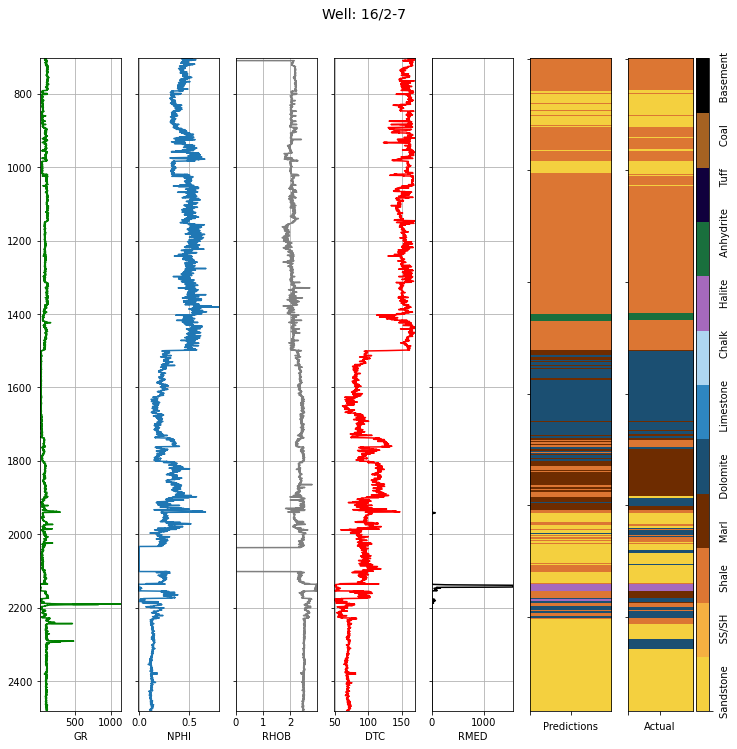 Well: 16/2-7
800
1000
1200
1400
1600
1800
2000
2200
2400
500 1000
GR
0.0 0.5
NPHI
0 1 2
RHOB
50 100 150
DTC
0 1000
RMED
Predictions
Actual
Sandstone SS/SH Shale Marl Dolomite Limestone Chalk Halite Anhydrite Tuff Coal Basement